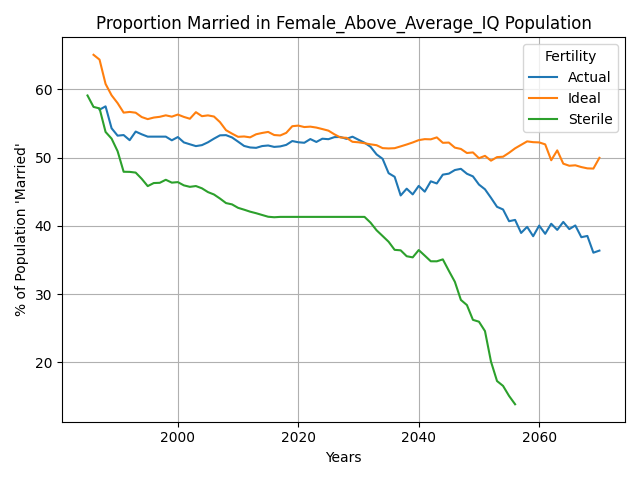 Proportion Married in Female_Above_Average_IQ Population
Fertility
Actual
Ideal
Sterile
% of Population 'Married'
60
50
40
30
20
2000
2020
2040
2060
Years